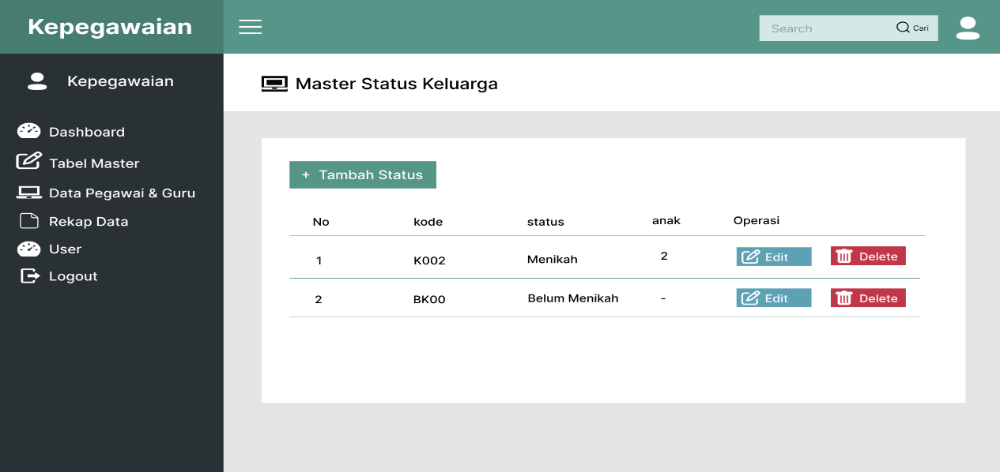 Kepegawaian
Search
Cari
Kepegawaian
Master Status Keluarga
Dashboard
Tabel Master
Data Pegawai & Guru
Rekap Data
User
Logout
+ Tambah Status
No kode status anak Operasi
1 K002 Menikah 2 Edit Delete
2 BK00 Belum Menikah - Edit Delete